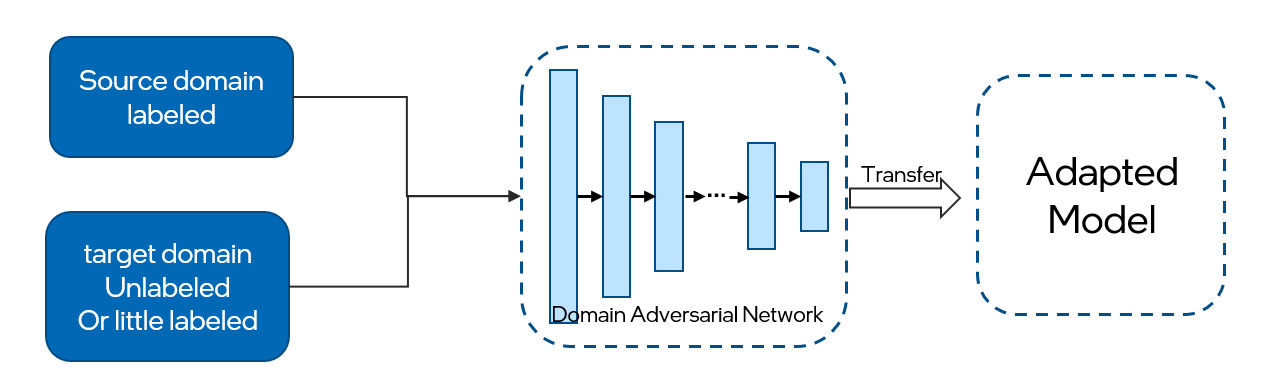 Source domain
labeled
target domain
Unlabeled
Or little labeled
...
Domain Adversarial Network
Transfer
Adapted
Model